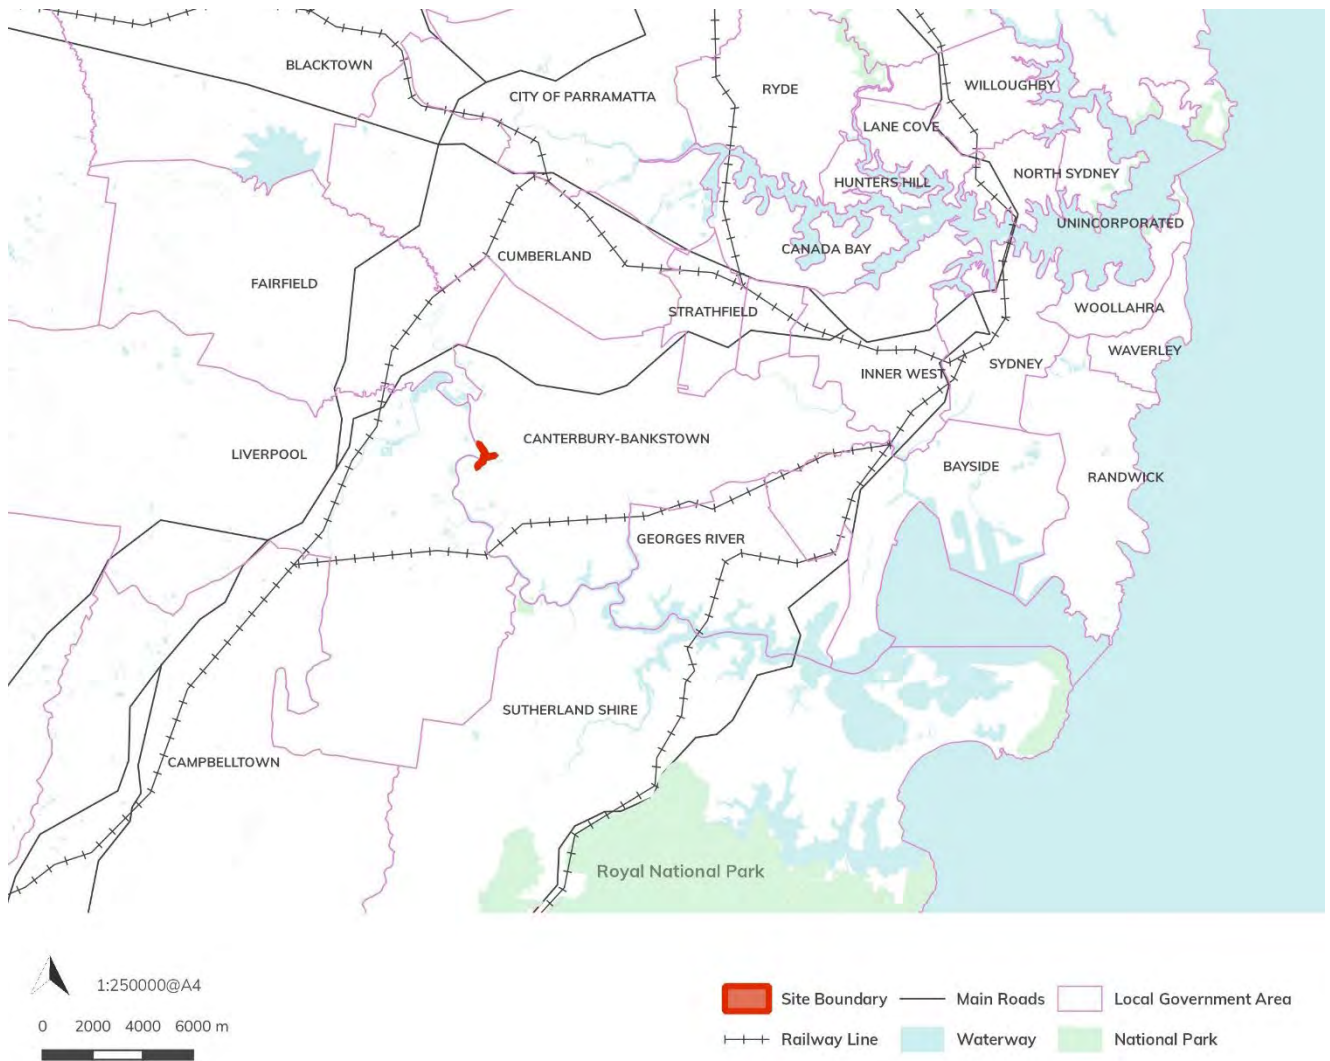 BLACKTOWN
CITY OF PARRAMATTA
RYDE
WILLOUGHBY
LANE COVE
NORTH SYDNEY
HUNTERS HILL
UNINCORPORATED
CANADA BAY
CUMBERLAND
FAIRFIELD
STRATHFIELD
WOOLLAHRA
WAVERLEY
SYDNEY
INNER WEST
CANTERBURY-BANKSTOWN
LIVERPOOL
BAYSIDE
RANDWICK
GEORGES RIVER
SUTHERLAND SHIRE
CAMPBELLTOWN
Royal National Park
1:250000@A4
0 2000 4000 6000 m
Site Boundary Main Roads Local Government Area
Railway Line Waterway National Park